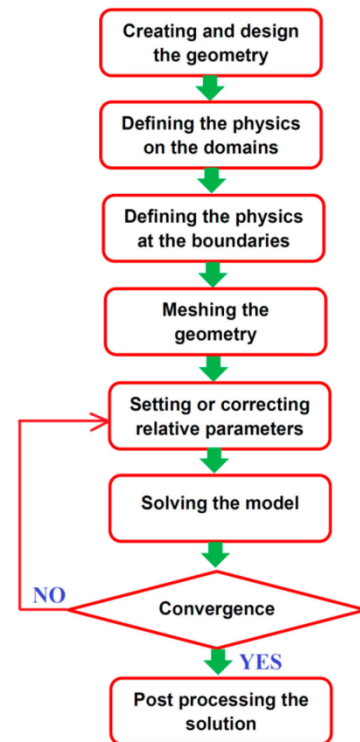 Creating and design
the geometry
Defining the physics
on the domains
Defining the physics
at the boundaries
Meshing the
geometry
Setting or correcting
relative parameters
Solving the model
Convergence
NO
YES
Post processing the
solution